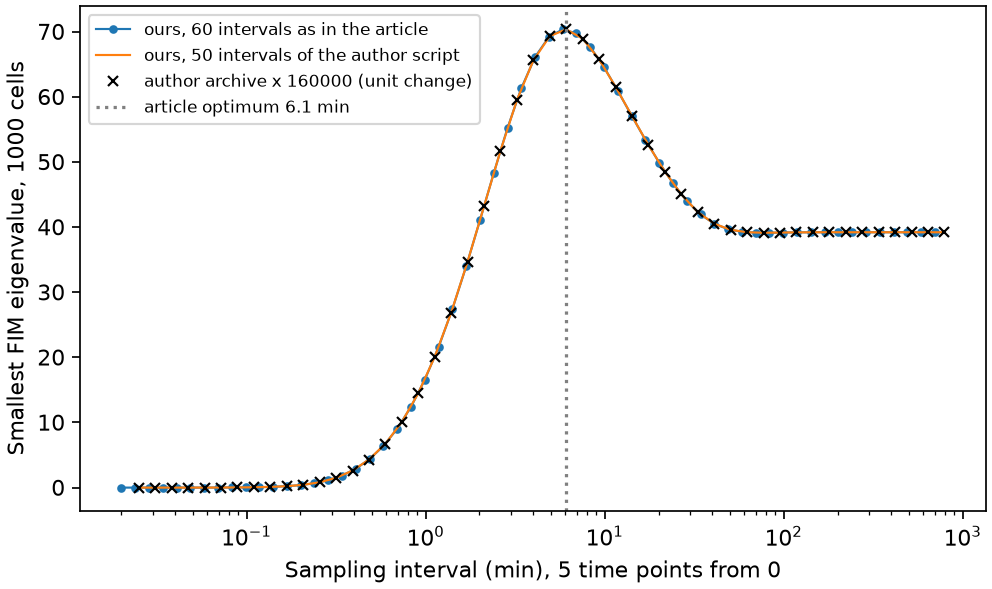 ours, 60 intervals as in the article
ours, 50 intervals of the author script
author archive x 160000 (unit change)
article optimum 6.1 min
Smallest FIM eigenvalue, 1000 cells
70
60
50
40
30
20
10
0
10⁻¹
10⁰
10¹
10²
10³
Sampling interval (min), 5 time points from 0